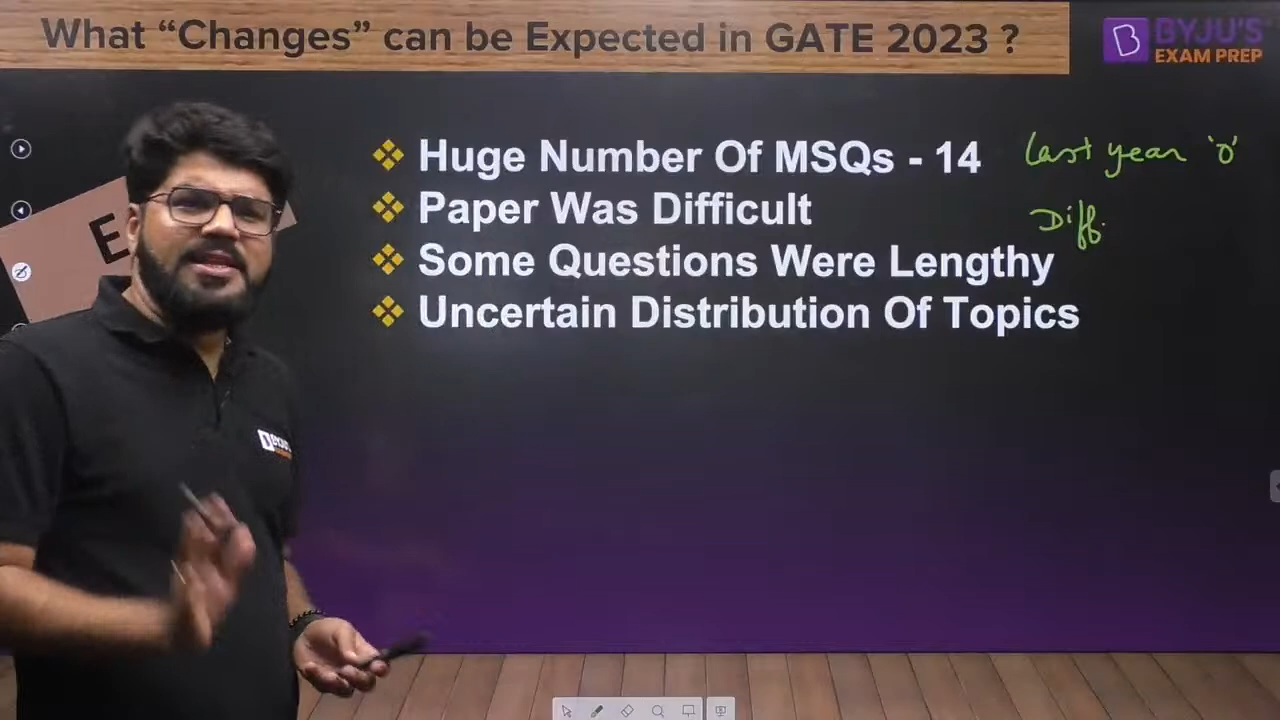 What “Changes” can be Expected in GATE 2023 ?
BYJU'S
EXAM PREP
❖ Huge Number Of MSQs - 14
last year '0'
❖ Paper Was Difficult
Diff.
❖ Some Questions Were Lengthy
❖ Uncertain Distribution Of Topics
E